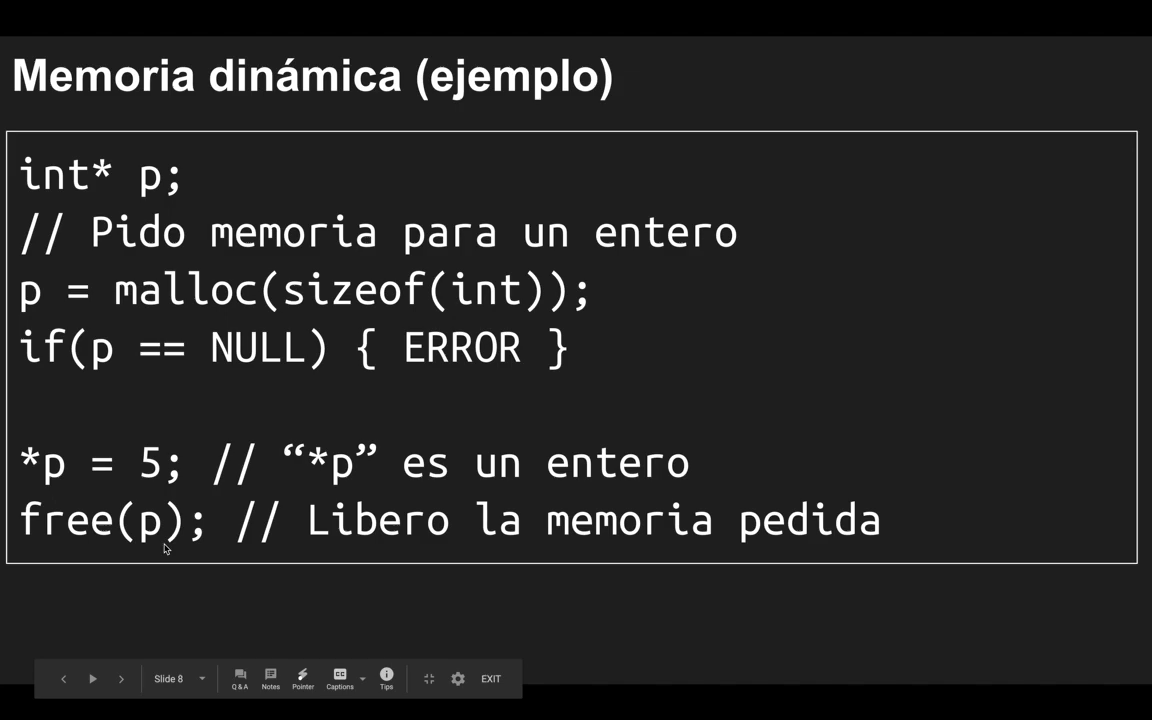 Memoria dinámica (ejemplo)
int* p;
// Pido memoria para un entero
p = malloc(sizeof(int));
if(p == NULL) { ERROR }
*p = 5; // “*p” es un entero
free(p); // Libero la memoria pedida
Slide 8
Q & A
Notes
Pointer
CC
Captions
Tips
EXIT